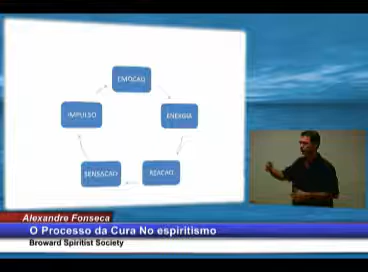 EMOCAO
IMPULSO
ENERGIA
SENSACAO
REACAO
Alexandre Fonseca
O Processo da Cura No espiritismo
Broward Spiritist Society